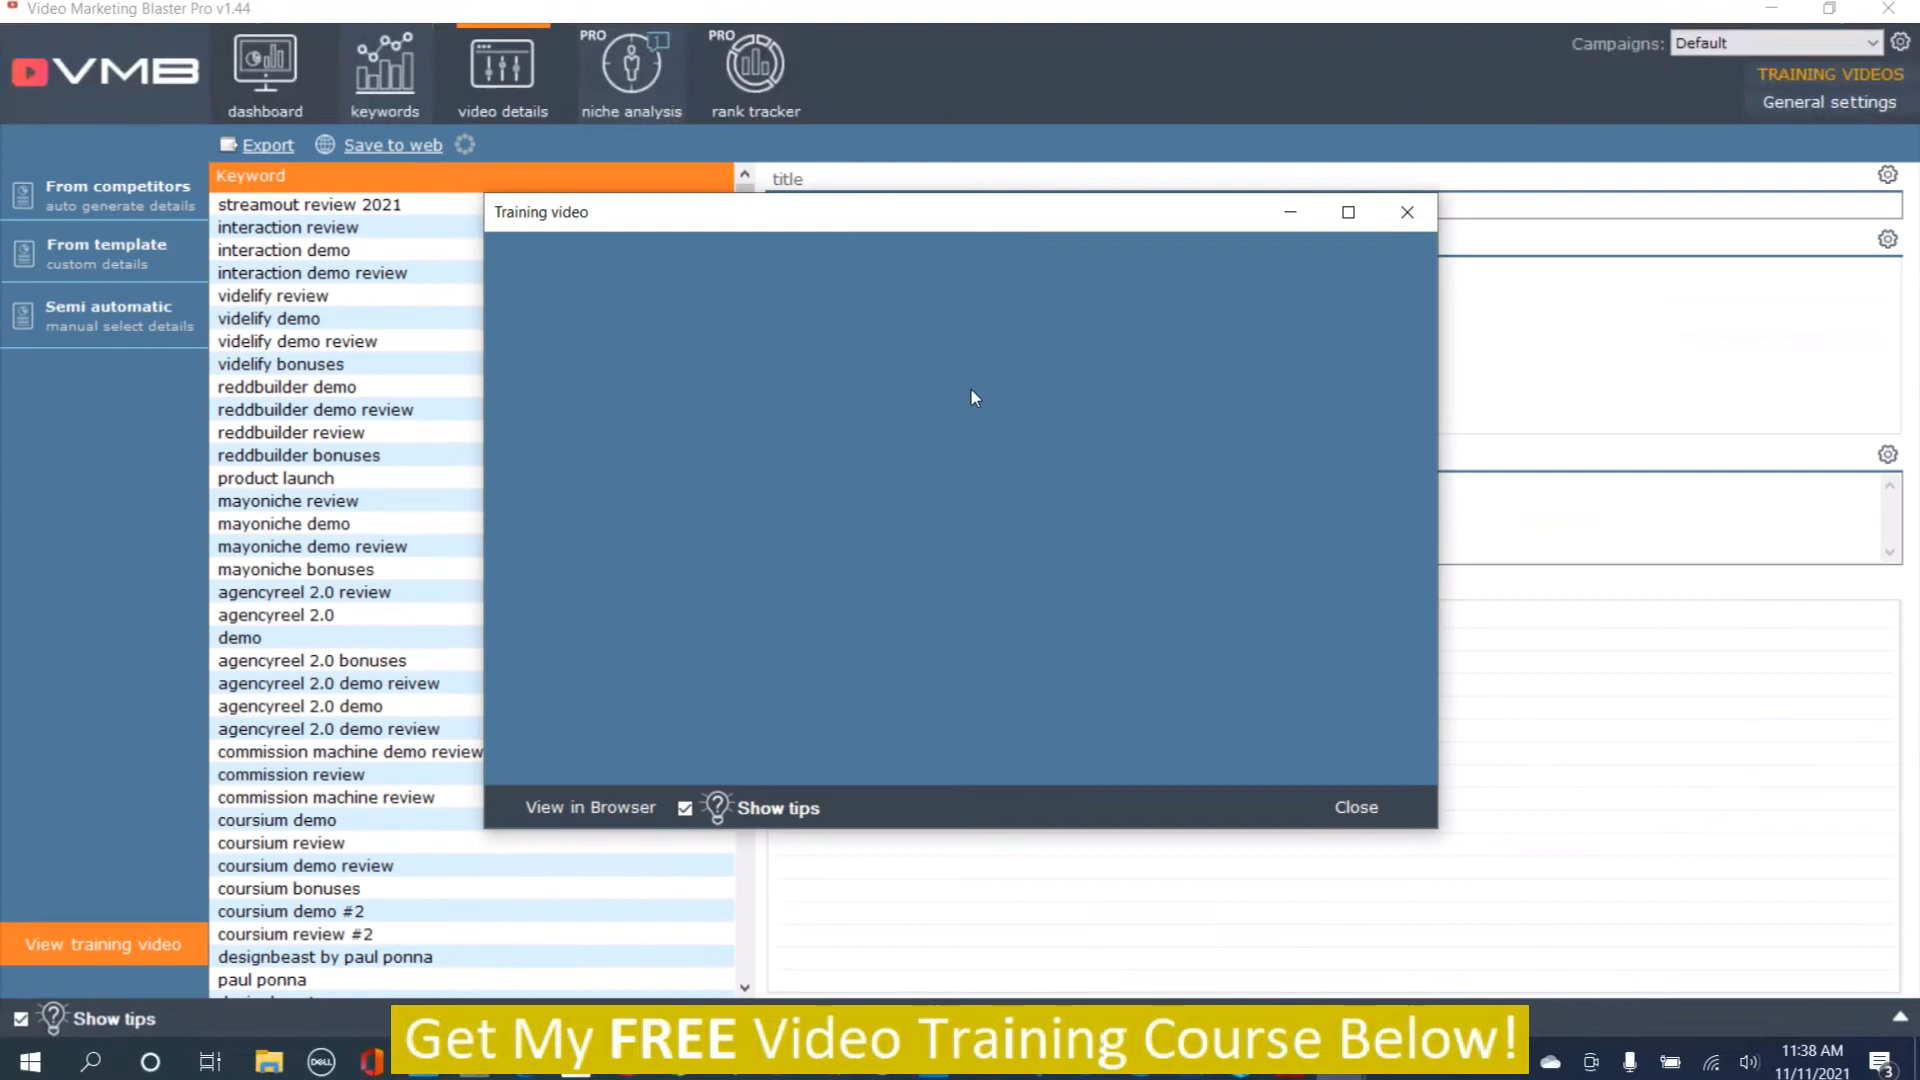 Video Marketing Blaster Pro v1.44
VMB
dashboard
keywords
video details
PRO
niche analysis
PRO
rank tracker
Campaigns:
Default
TRAINING VIDEOS
General settings
Export
Save to web
From competitors
auto generate details
From template
custom details
Semi automatic
manual select details
View training video
Keyword
streamout review 2021
interaction review
interaction demo
interaction demo review
videlify review
videlify demo
videlify demo review
videlify bonuses
reddbuilder demo
reddbuilder demo review
reddbuilder review
reddbuilder bonuses
product launch
mayoniche review
mayoniche demo
mayoniche demo review
mayoniche bonuses
agencyreel 2.0 review
agencyreel 2.0
demo
agencyreel 2.0 bonuses
agencyreel 2.0 demo reivew
agencyreel 2.0 demo
agencyreel 2.0 demo review
commission machine demo review
commission review
commission machine review
coursium demo
coursium review
coursium demo review
coursium bonuses
coursium demo #2
coursium review #2
designbeast by paul ponna
paul ponna
title
Training video
View in Browser
Show tips
Close
Show tips
Get My FREE Video Training Course Below!
DELL
11:38 AM
11/11/2021
3